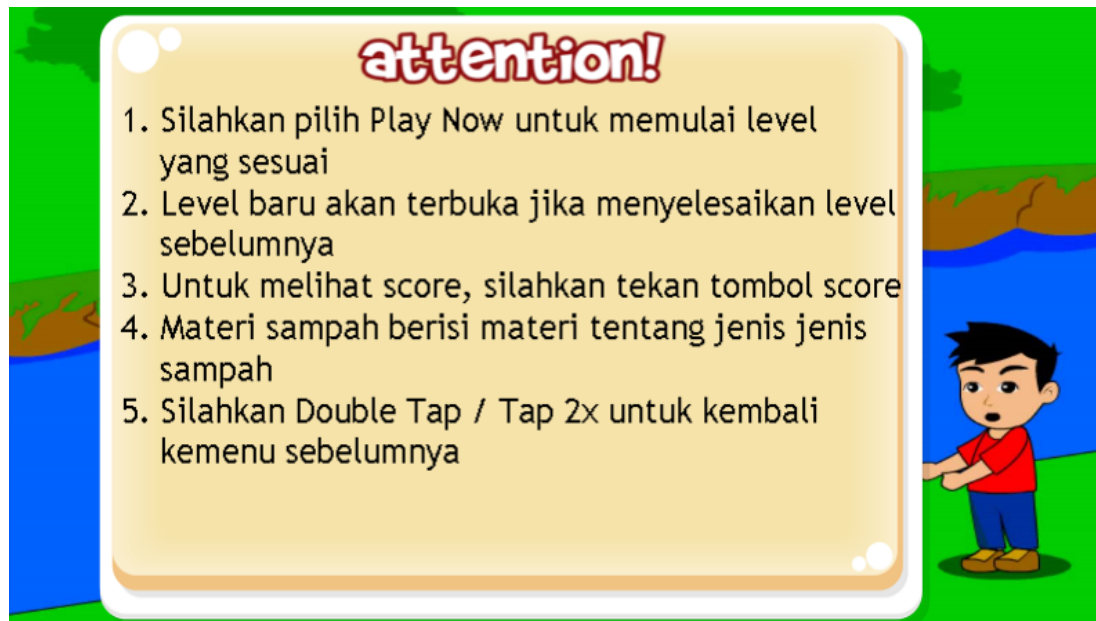 attention!
1. Silahkan pilih Play Now untuk memulai level
yang sesuai
2. Level baru akan terbuka jika menyelesaikan level
sebelumnya
3. Untuk melihat score, silahkan tekan tombol score
4. Materi sampah berisi materi tentang jenis jenis
sampah
5. Silahkan Double Tap / Tap 2x untuk kembali
kemenu sebelumnya